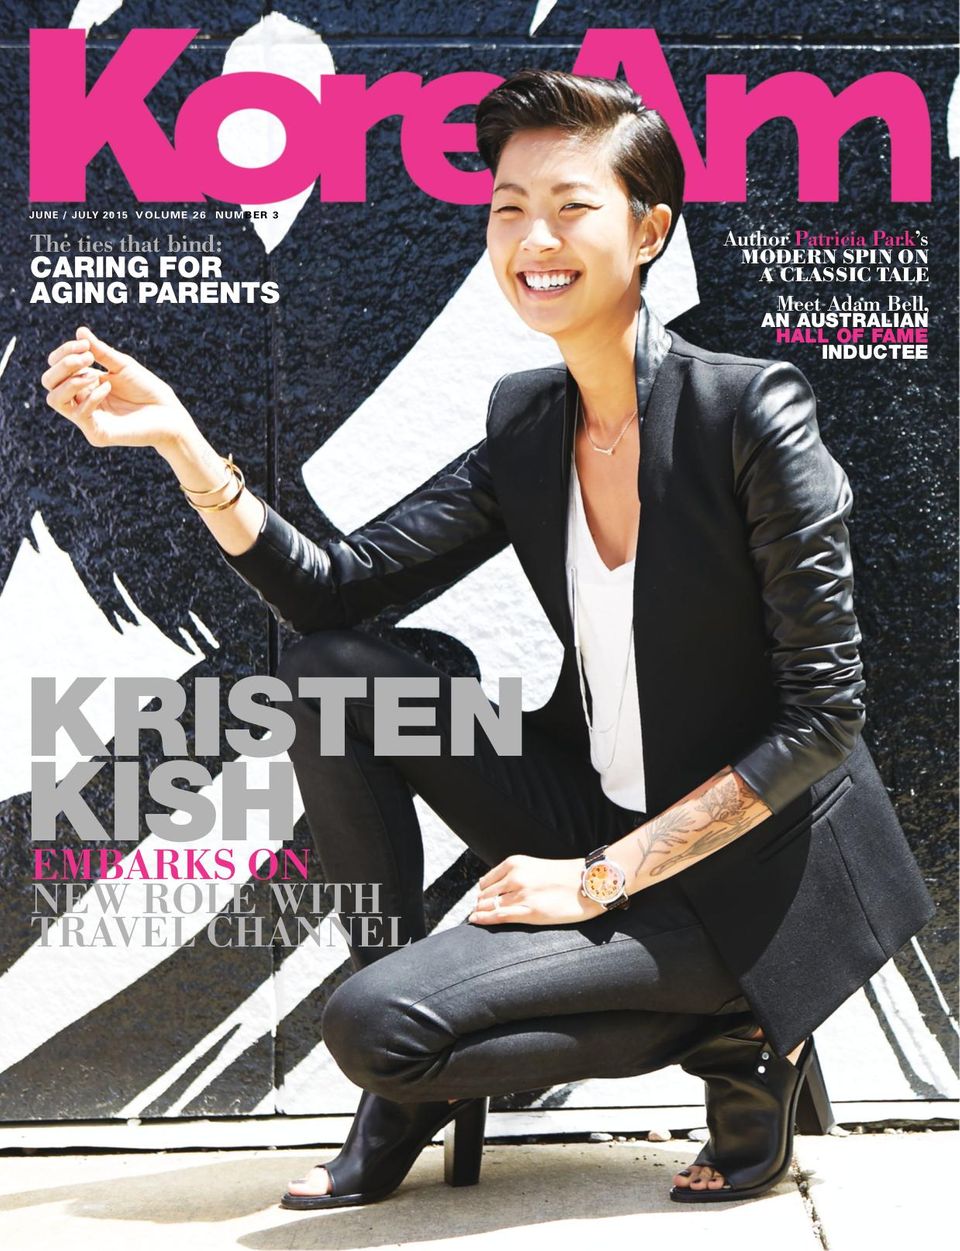 KoreAm
JUNE / JULY 2015 VOLUME 26 NUMBER 3
The ties that bind:
CARING FOR
AGING PARENTS
Author Patricia Park's
MODERN SPIN ON
A CLASSIC TALE
Meet Adam Bell,
AN AUSTRALIAN
HALL OF FAME
INDUCTEE
KRISTEN
KISH
EMBARKS ON
NEW ROLE WITH
TRAVEL CHANNEL